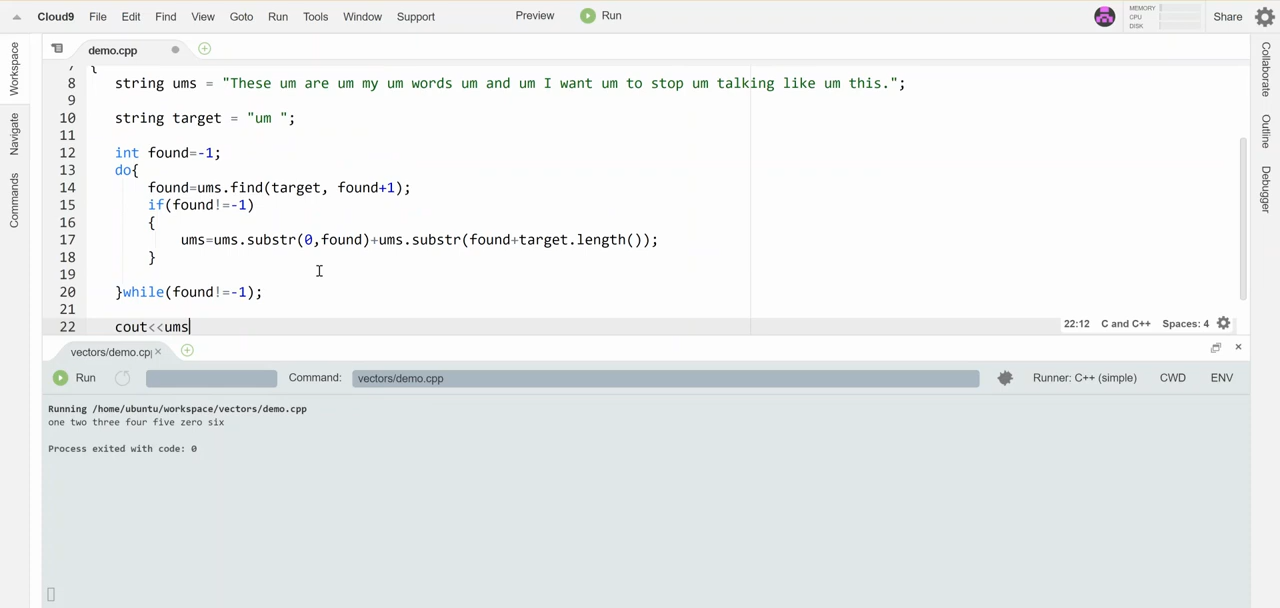 Cloud9 File Edit Find View Goto Run Tools Window Support Preview Run MEMORY CPU DISK Share
Workspace
Navigate
Commands
Collaborate
Outline
Debugger
demo.cpp
7 {
8 string ums = "These um are um my um words um and um I want um to stop um talking like um this.";
9
10 string target = "um ";
11
12 int found=-1;
13 do{
14 found=ums.find(target, found+1);
15 if(found!=-1)
16 {
17 ums=ums.substr(0,found)+ums.substr(found+target.length());
18 }
19
20 }while(found!=-1);
21
22 cout<<ums
22:12 C and C++ Spaces: 4
vectors/demo.cpp
Run Command: vectors/demo.cpp Runner: C++ (simple) CWD ENV
Running /home/ubuntu/workspace/vectors/demo.cpp
one two three four five zero six
Process exited with code: 0